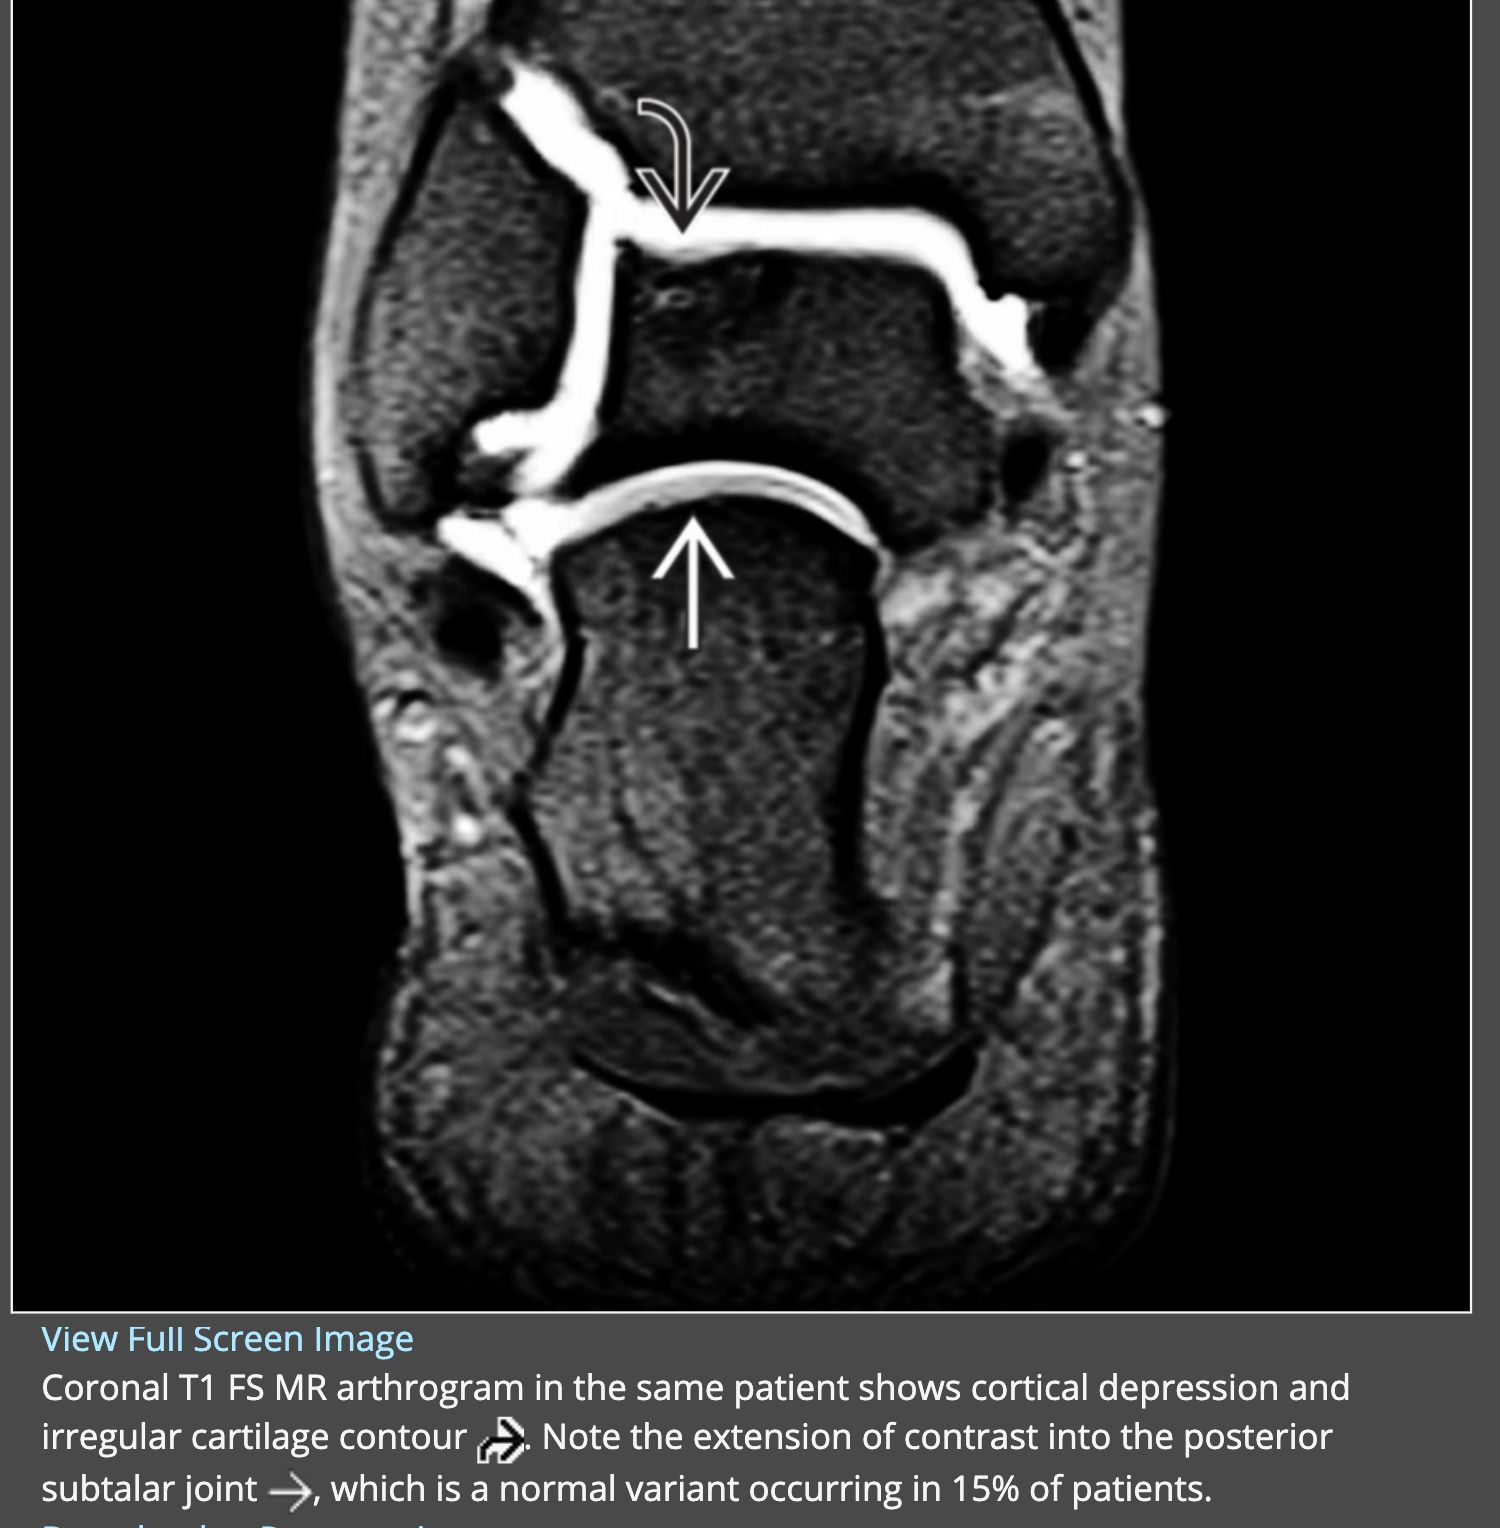 View Full Screen Image
Coronal T1 FS MR arthrogram in the same patient shows cortical depression and
irregular cartilage contour . Note the extension of contrast into the posterior
subtalar joint , which is a normal variant occurring in 15% of patients.